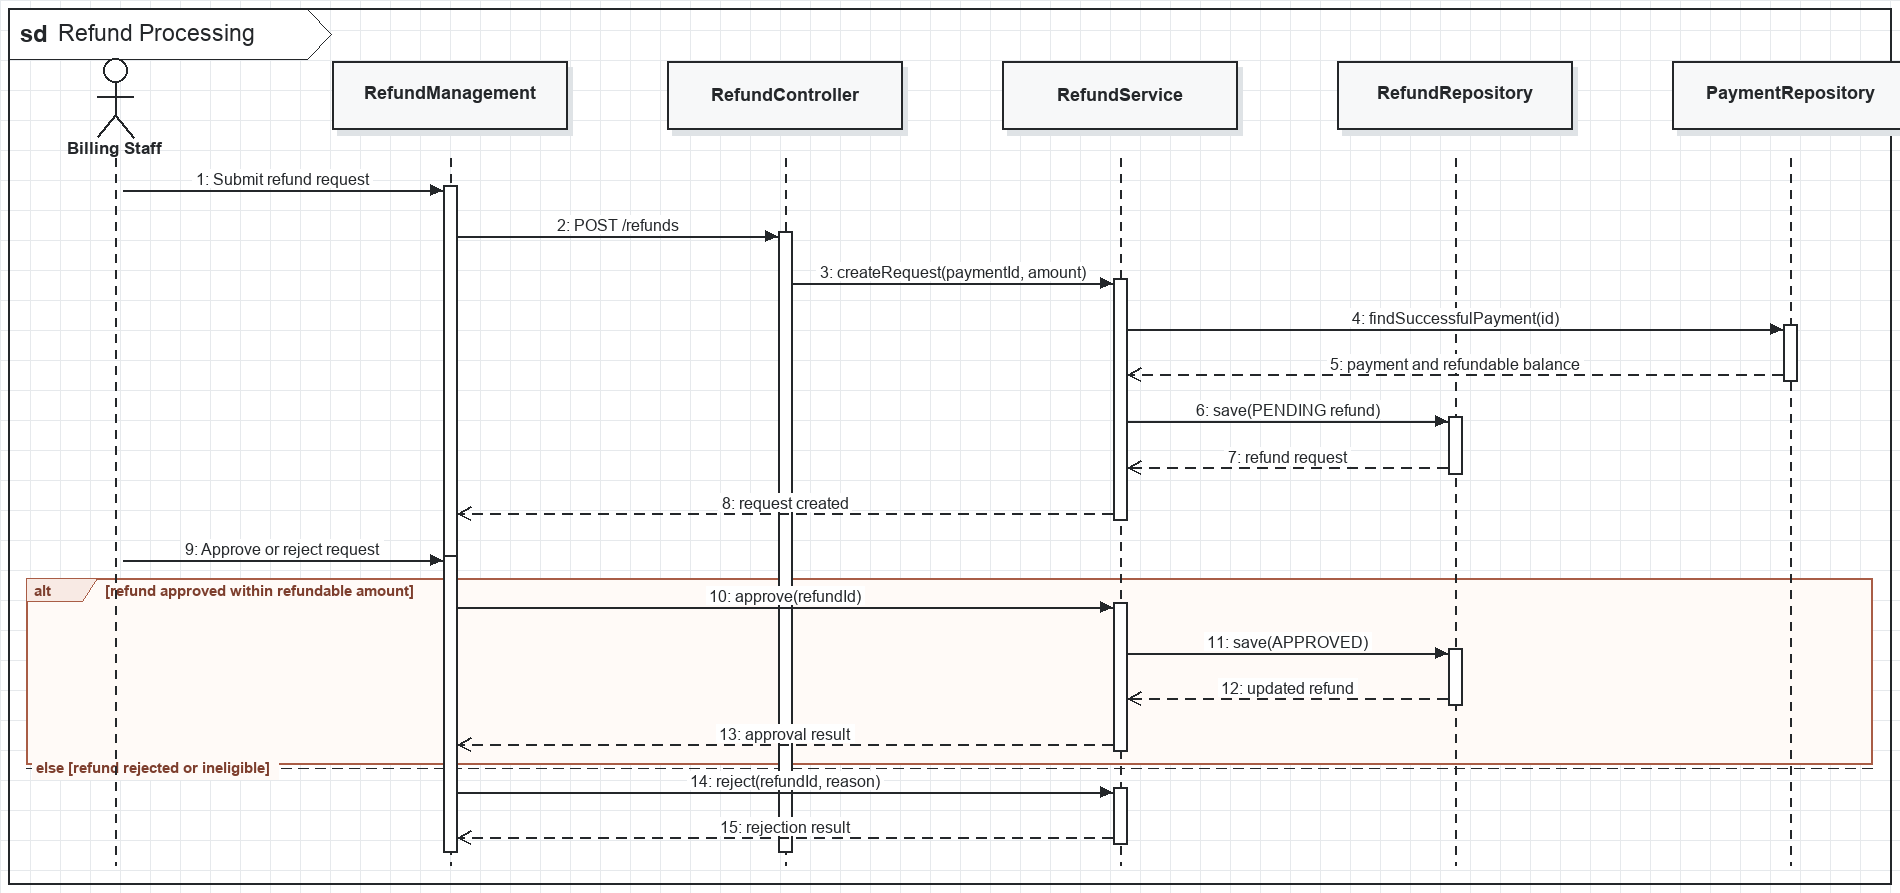 sd Refund Processing
Billing Staff
RefundManagement
RefundController
RefundService
RefundRepository
PaymentRepository
1: Submit refund request
2: POST /refunds
3: createRequest(paymentId, amount)
4: findSuccessfulPayment(id)
5: payment and refundable balance
6: save(PENDING refund)
7: refund request
8: request created
9: Approve or reject request
alt [refund approved within refundable amount]
10: approve(refundId)
11: save(APPROVED)
12: updated refund
13: approval result
else [refund rejected or ineligible]
14: reject(refundId, reason)
15: rejection result